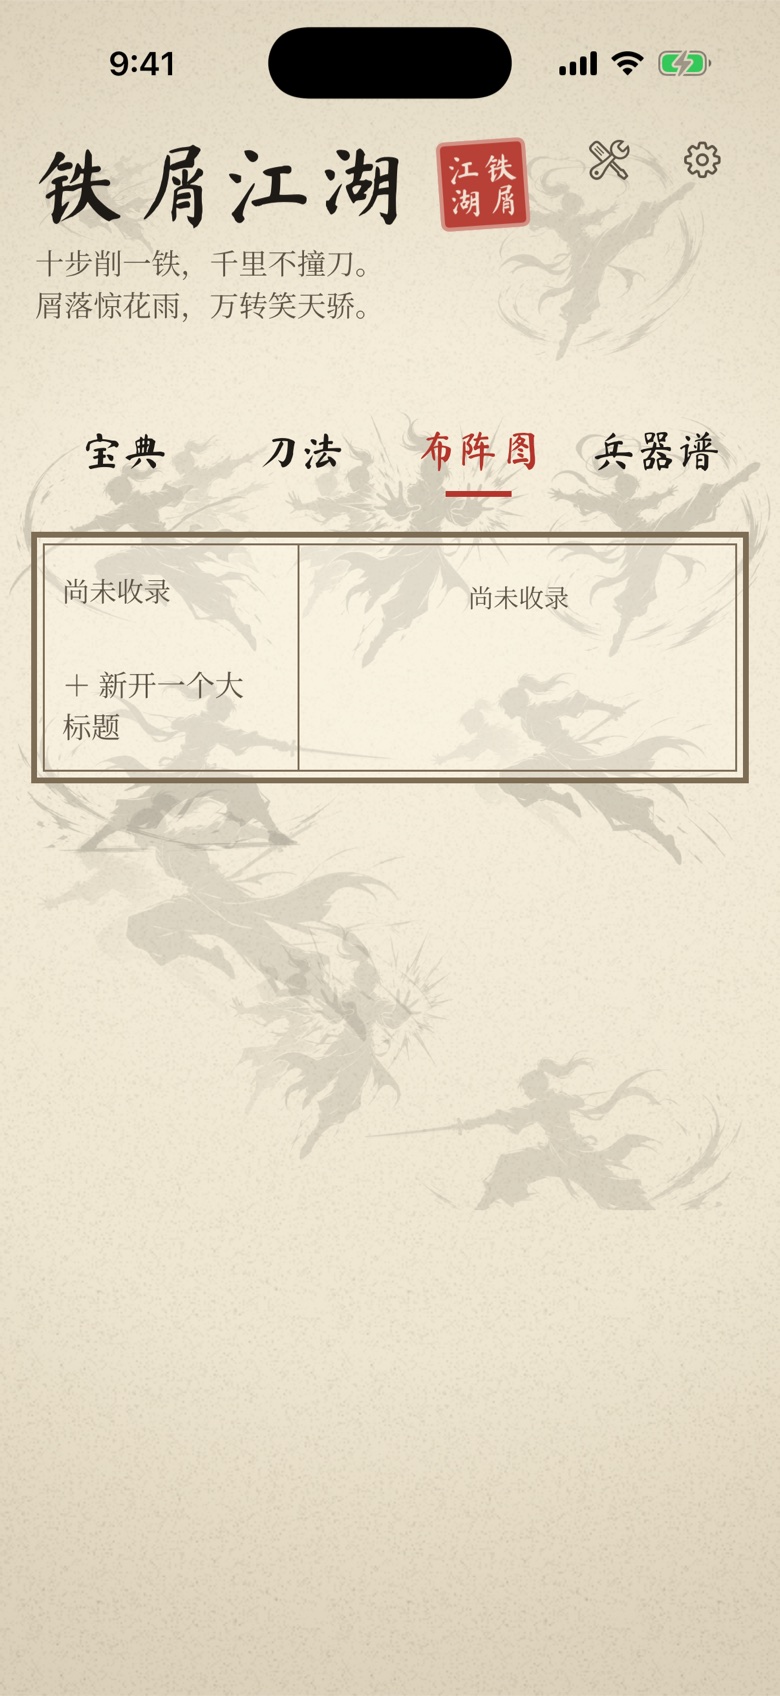 9:41
铁屑江湖
江铁
湖屑
十步削一铁，千里不撞刀。
屑落惊花雨，万转笑天骄。
宝典 刀法 布阵图 兵器谱
尚未收录
尚未收录
＋ 新开一个大
标题